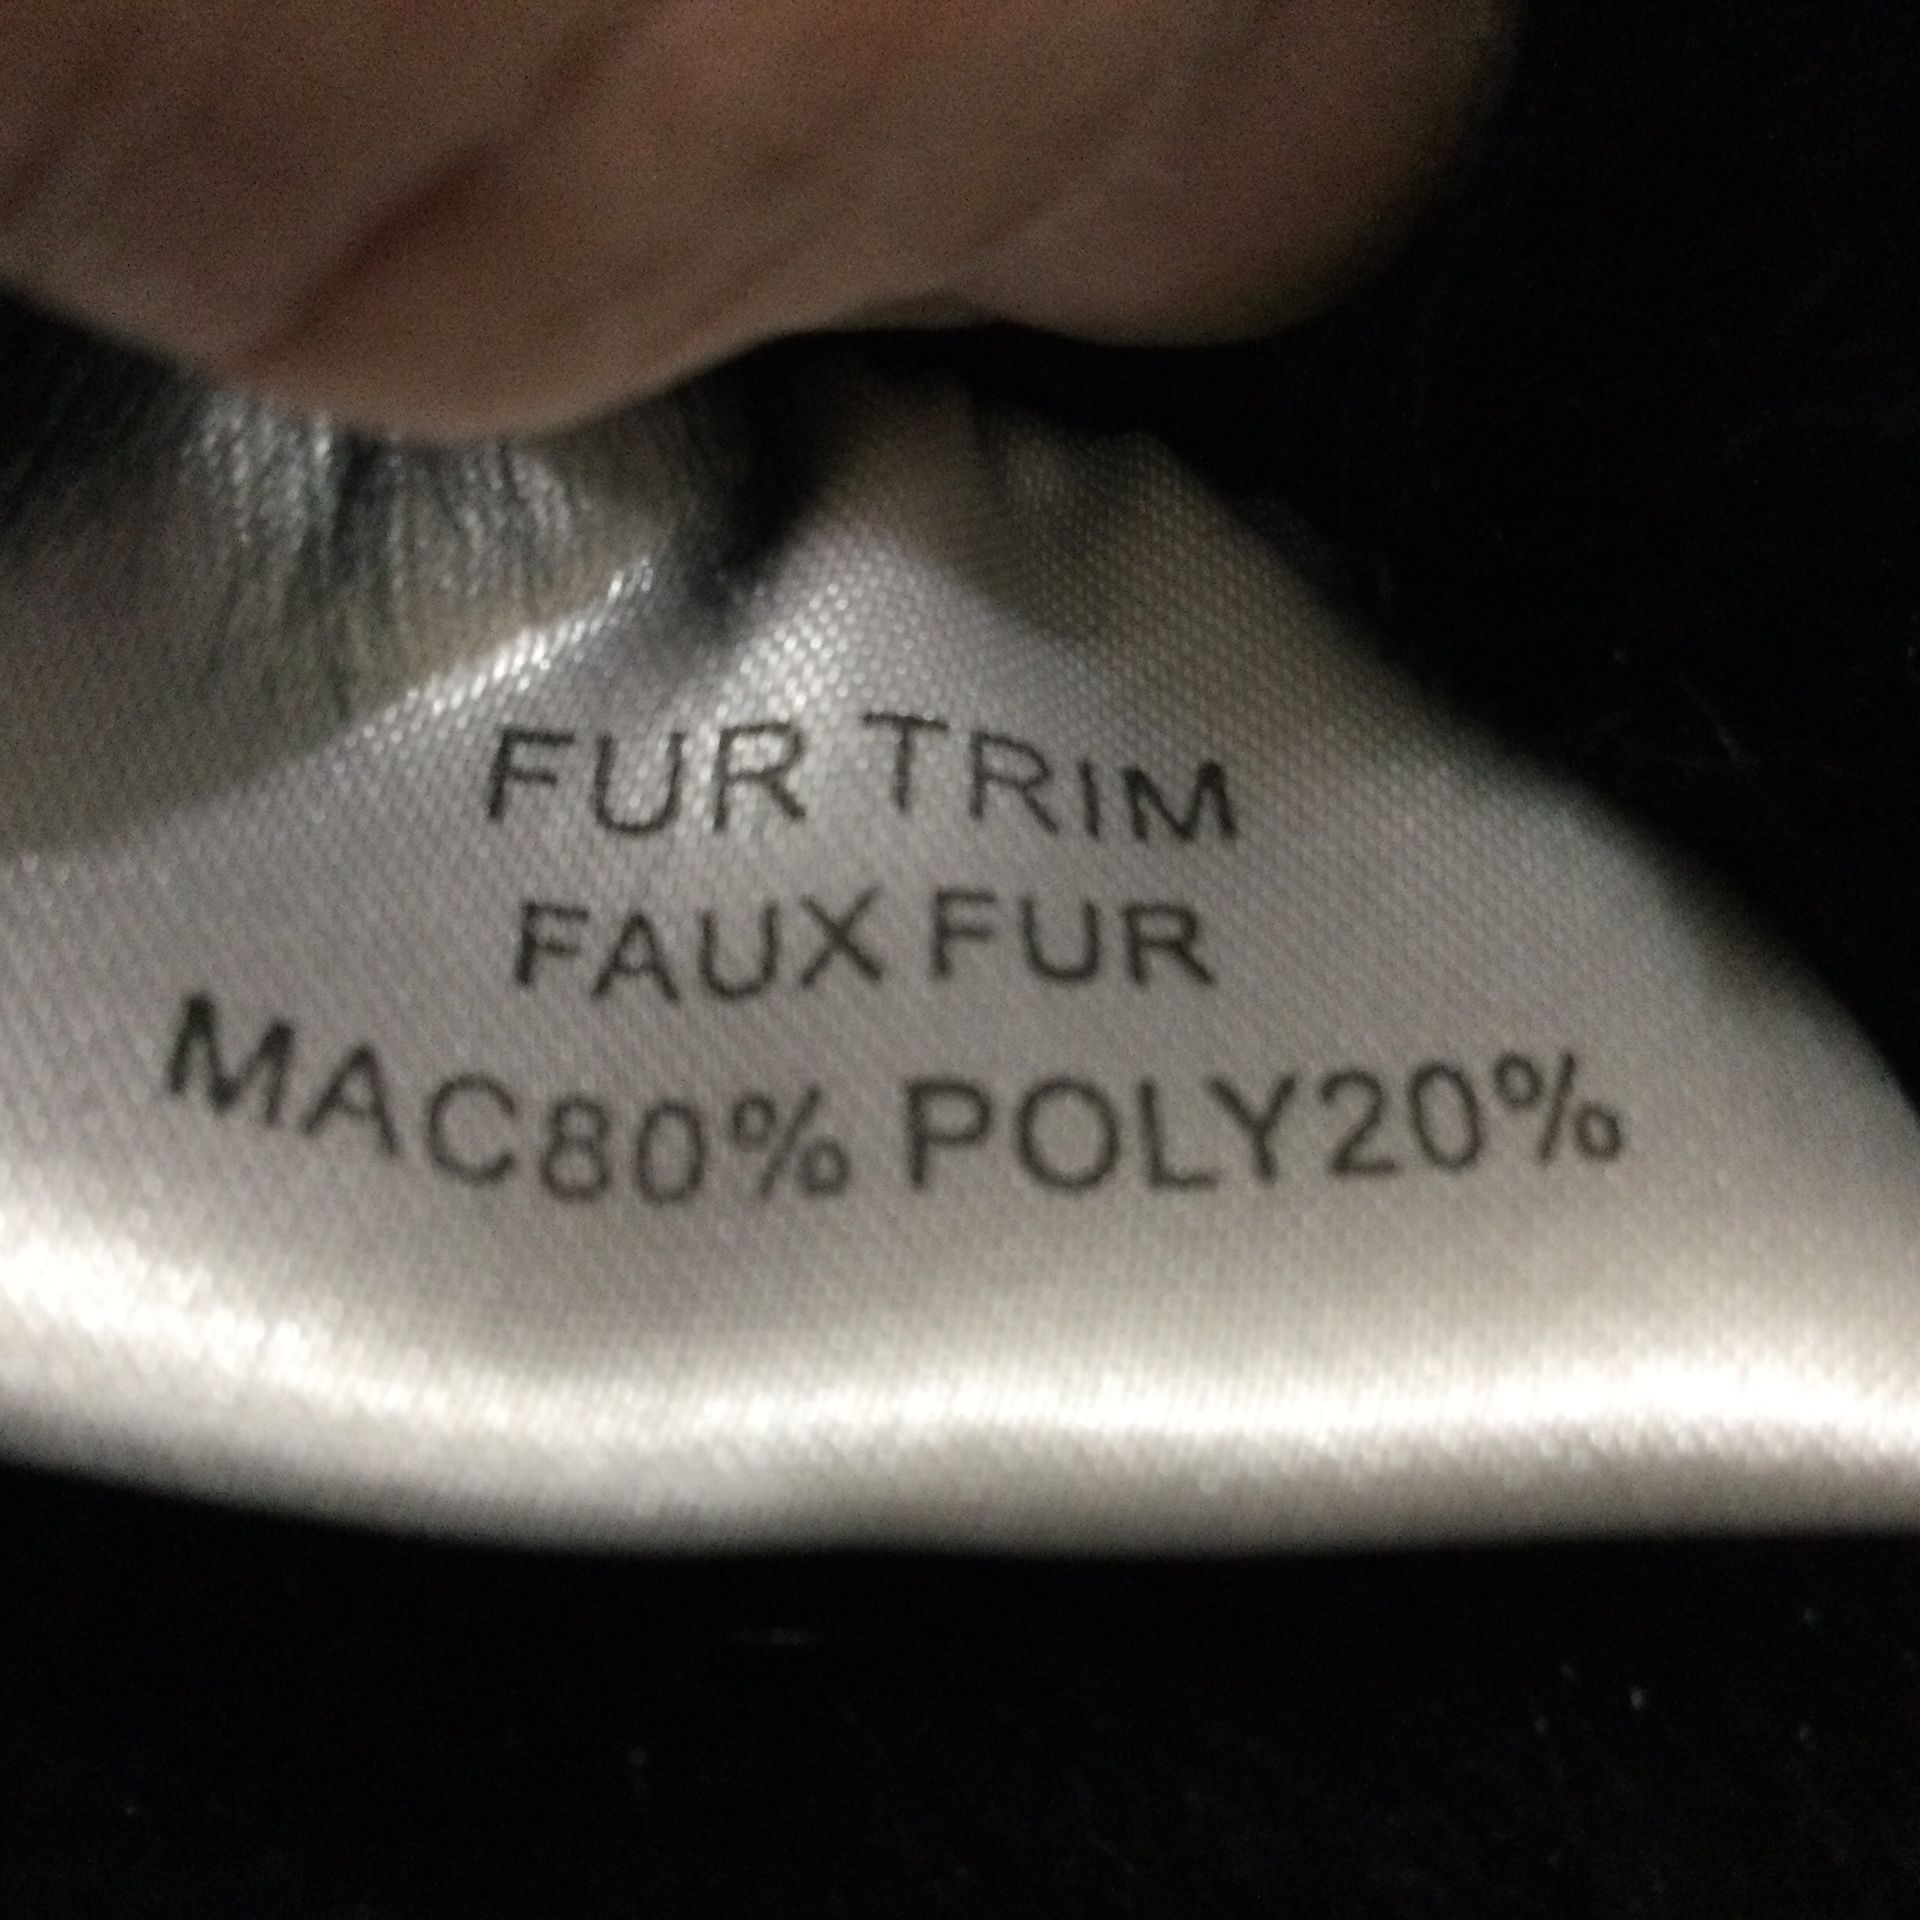 FUR TRIM
FAUX FUR
MAC80% POLY20%